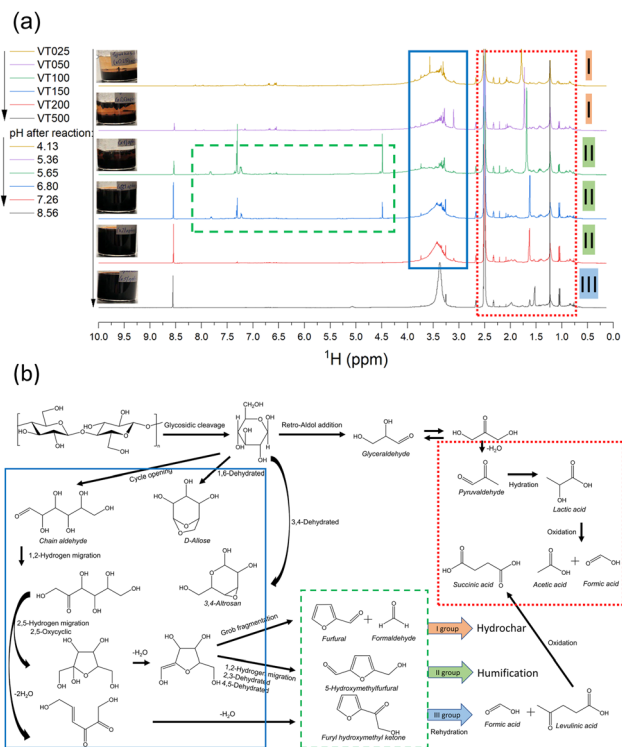 (a)
VT025
VT050
VT100
VT150
VT200
VT500
pH after reaction:
4.13
5.36
5.65
6.80
7.26
8.56
I
I
II
II
II
III
10.0 9.5 9.0 8.5 8.0 7.5 7.0 6.5 6.0 5.5 5.0 4.5 4.0 3.5 3.0 2.5 2.0 1.5 1.0 0.5 0.0
¹H (ppm)
(b)
Glycosidic cleavage
Retro-Aldol addition
Glyceraldehyde
-H₂O
Pyruvaldehyde
Hydration
Lactic acid
Oxidation
Succinic acid
Acetic acid
+
Formic acid
Cycle opening
1,6-Dehydrated
3,4-Dehydrated
Chain aldehyde
D-Allose
1,2-Hydrogen migration
3,4-Altrosan
2,5-Hydrogen migration
2,5-Oxycyclic
-H₂O
-2H₂O
-H₂O
Grob fragmentation
1,2-Hydrogen migration
2,3-Dehydrated
4,5-Dehydrated
Furfural
+
Formaldehyde
5-Hydroxymethylfurfural
Furyl hydroxymethyl ketone
I group
Hydrochar
II group
Humification
III group
Rehydration
Formic acid
+
Levulinic acid
Oxidation